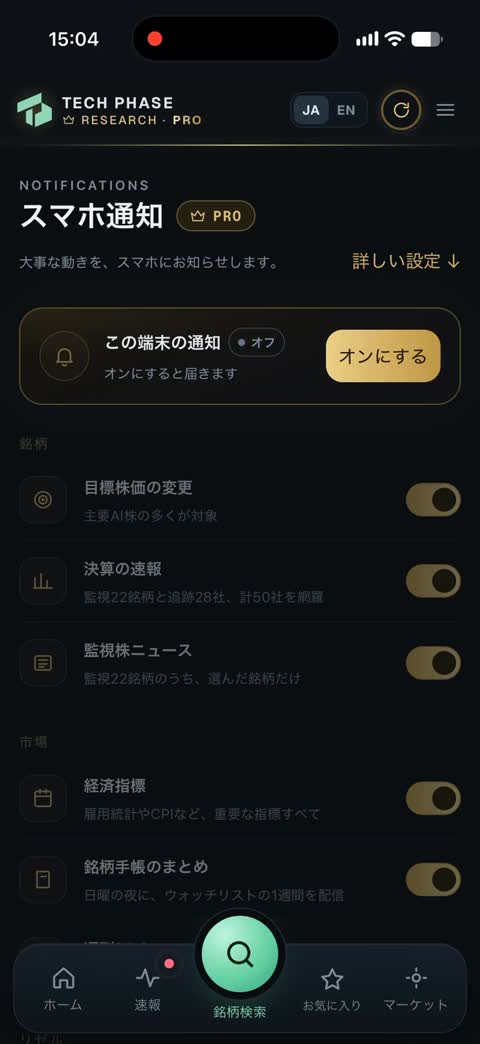 15:04
TECH PHASE
RESEARCH · PRO
JA EN
NOTIFICATIONS
スマホ通知 PRO
大事な動きを、スマホにお知らせします。
詳しい設定 ↓
この端末の通知 オフ
オンにすると届きます
オンにする
銘柄
目標株価の変更
主要AI株の多くが対象
決算の速報
監視22銘柄と追跡28社、計50社を網羅
監視株ニュース
監視22銘柄のうち、選んだ銘柄だけ
市場
経済指標
雇用統計やCPIなど、重要な指標すべて
銘柄手帳のまとめ
日曜の夜に、ウォッチリストの1週間を配信
ホーム
速報
銘柄検索
お気に入り
マーケット